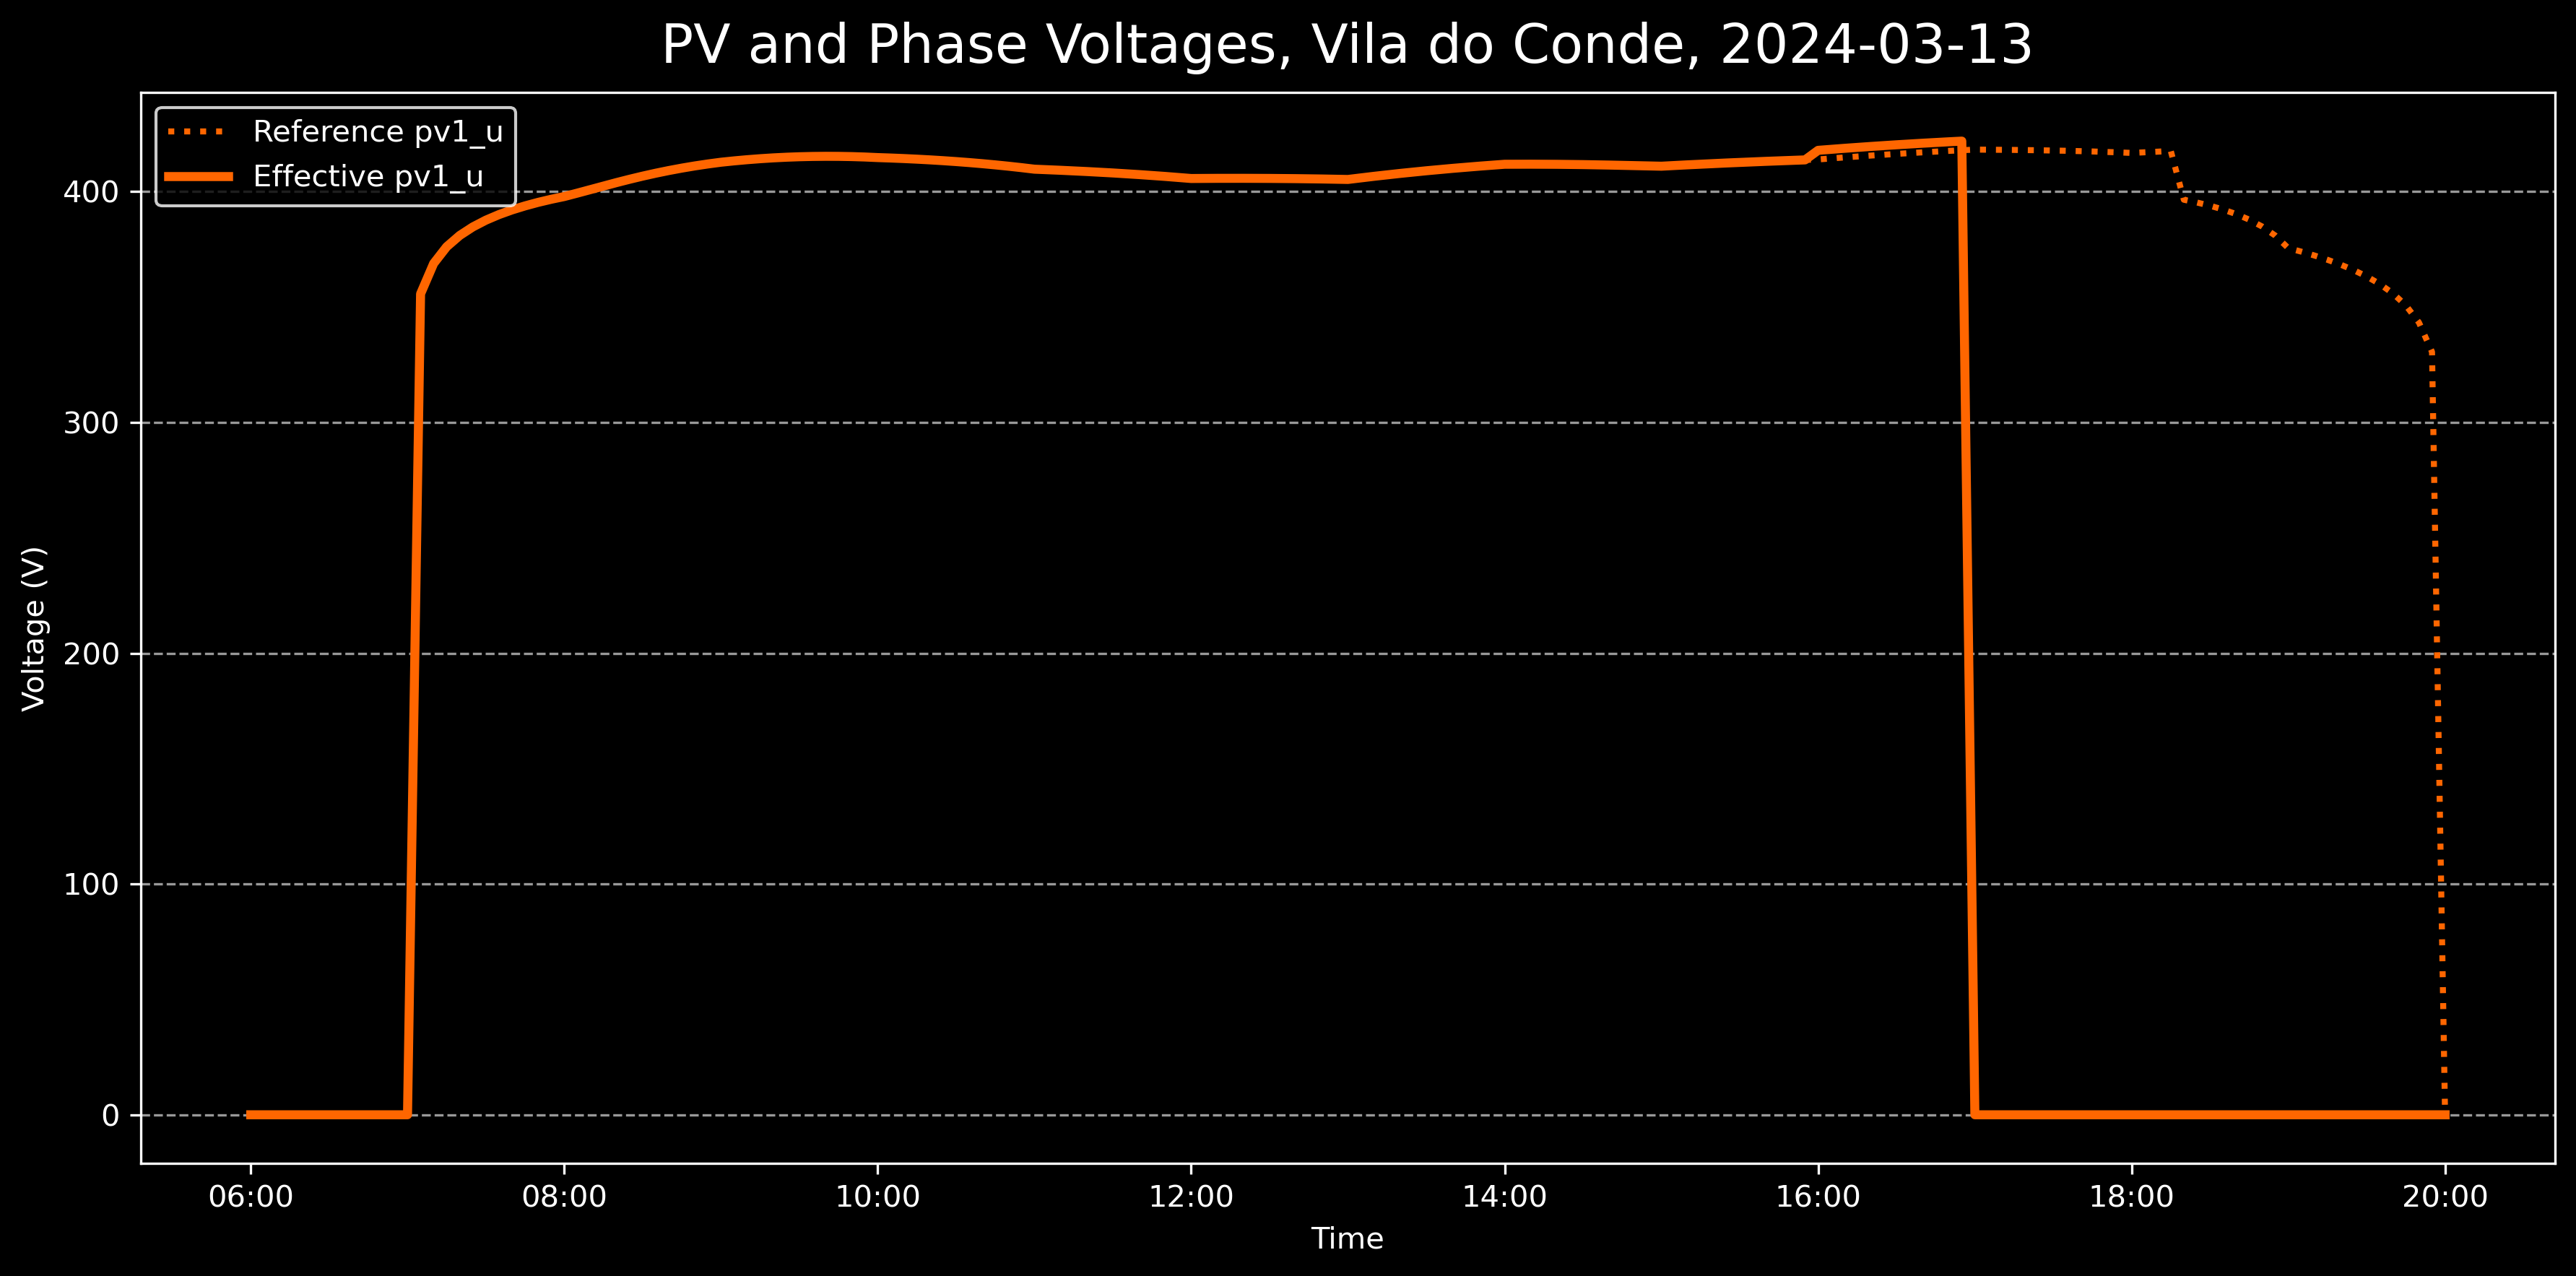 PV and Phase Voltages, Vila do Conde, 2024-03-13
Reference pv1_u
Effective pv1_u
400
300
200
100
0
Voltage (V)
06:00 08:00 10:00 12:00 14:00 16:00 18:00 20:00
Time